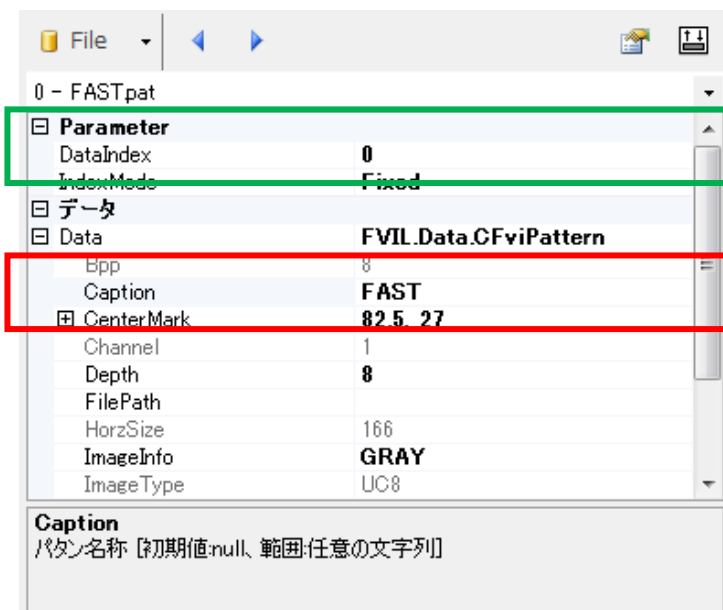 File
0 - FAST.pat
Parameter
DataIndex 0
IndexMode Fixed
データ
Data FVIL.Data.CFviPattern
Bpp 8
Caption FAST
CenterMark 82.5, 27
Channel 1
Depth 8
FilePath
HorzSize 166
ImageInfo GRAY
ImageType UC8
Caption
パタン名称 [初期値:null、範囲:任意の文字列]